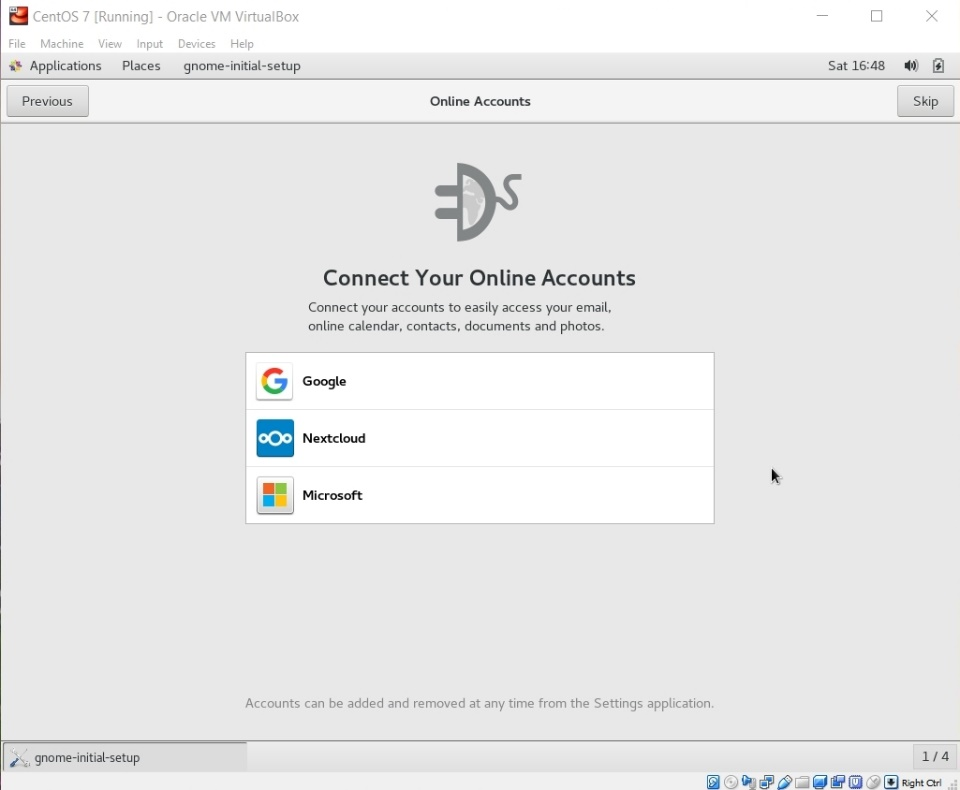 CentOS 7 [Running] - Oracle VM VirtualBox
File Machine View Input Devices Help
Applications Places gnome-initial-setup Sat 16:48
Previous Online Accounts Skip
Connect Your Online Accounts
Connect your accounts to easily access your email,
online calendar, contacts, documents and photos.
Google
Nextcloud
Microsoft
Accounts can be added and removed at any time from the Settings application.
gnome-initial-setup 1 / 4
Right Ctrl